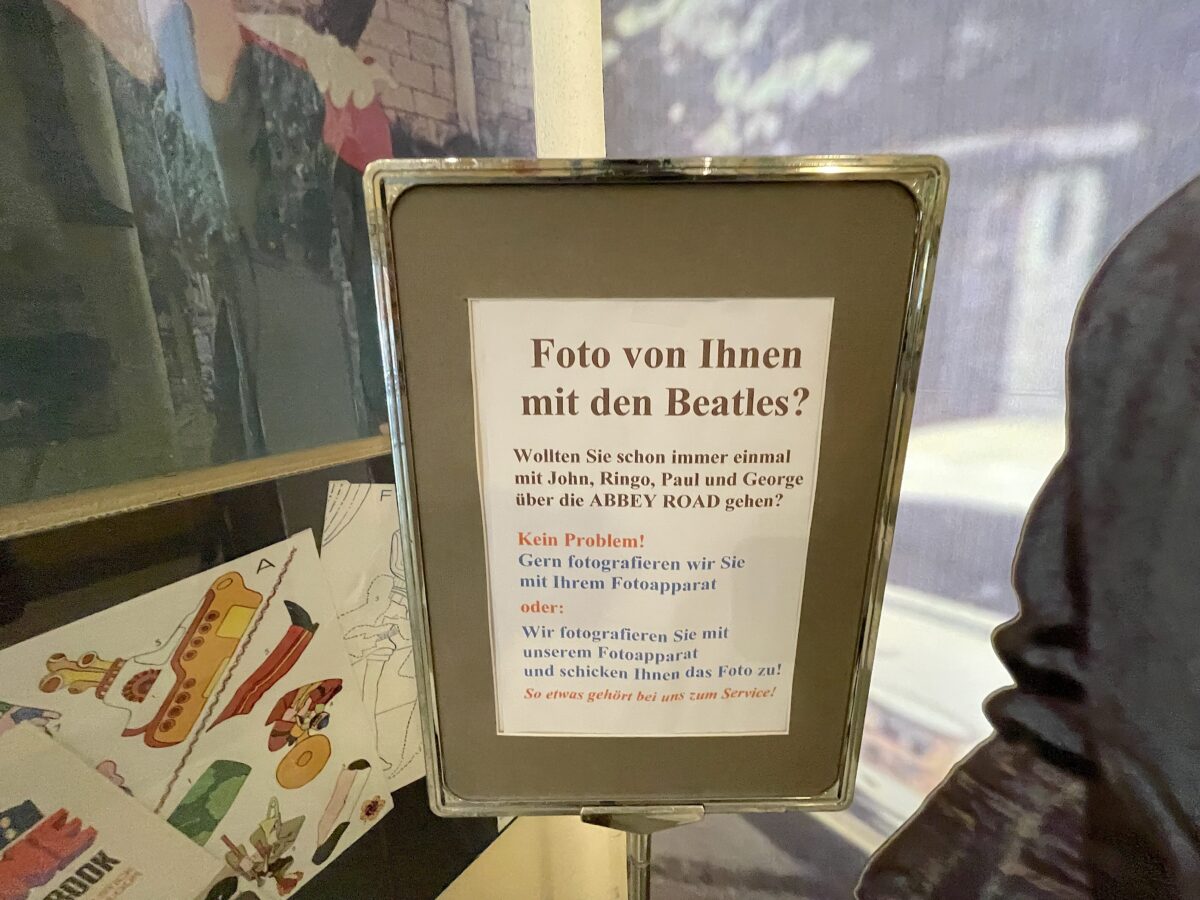 Foto von Ihnen
mit den Beatles?
Wollten Sie schon immer einmal
mit John, Ringo, Paul und George
über die ABBEY ROAD gehen?
Kein Problem!
Gern fotografieren wir Sie
mit Ihrem Fotoapparat
oder:
Wir fotografieren Sie mit
unserem Fotoapparat
und schicken Ihnen das Foto zu!
So etwas gehört bei uns zum Service!
A
F
BOOK